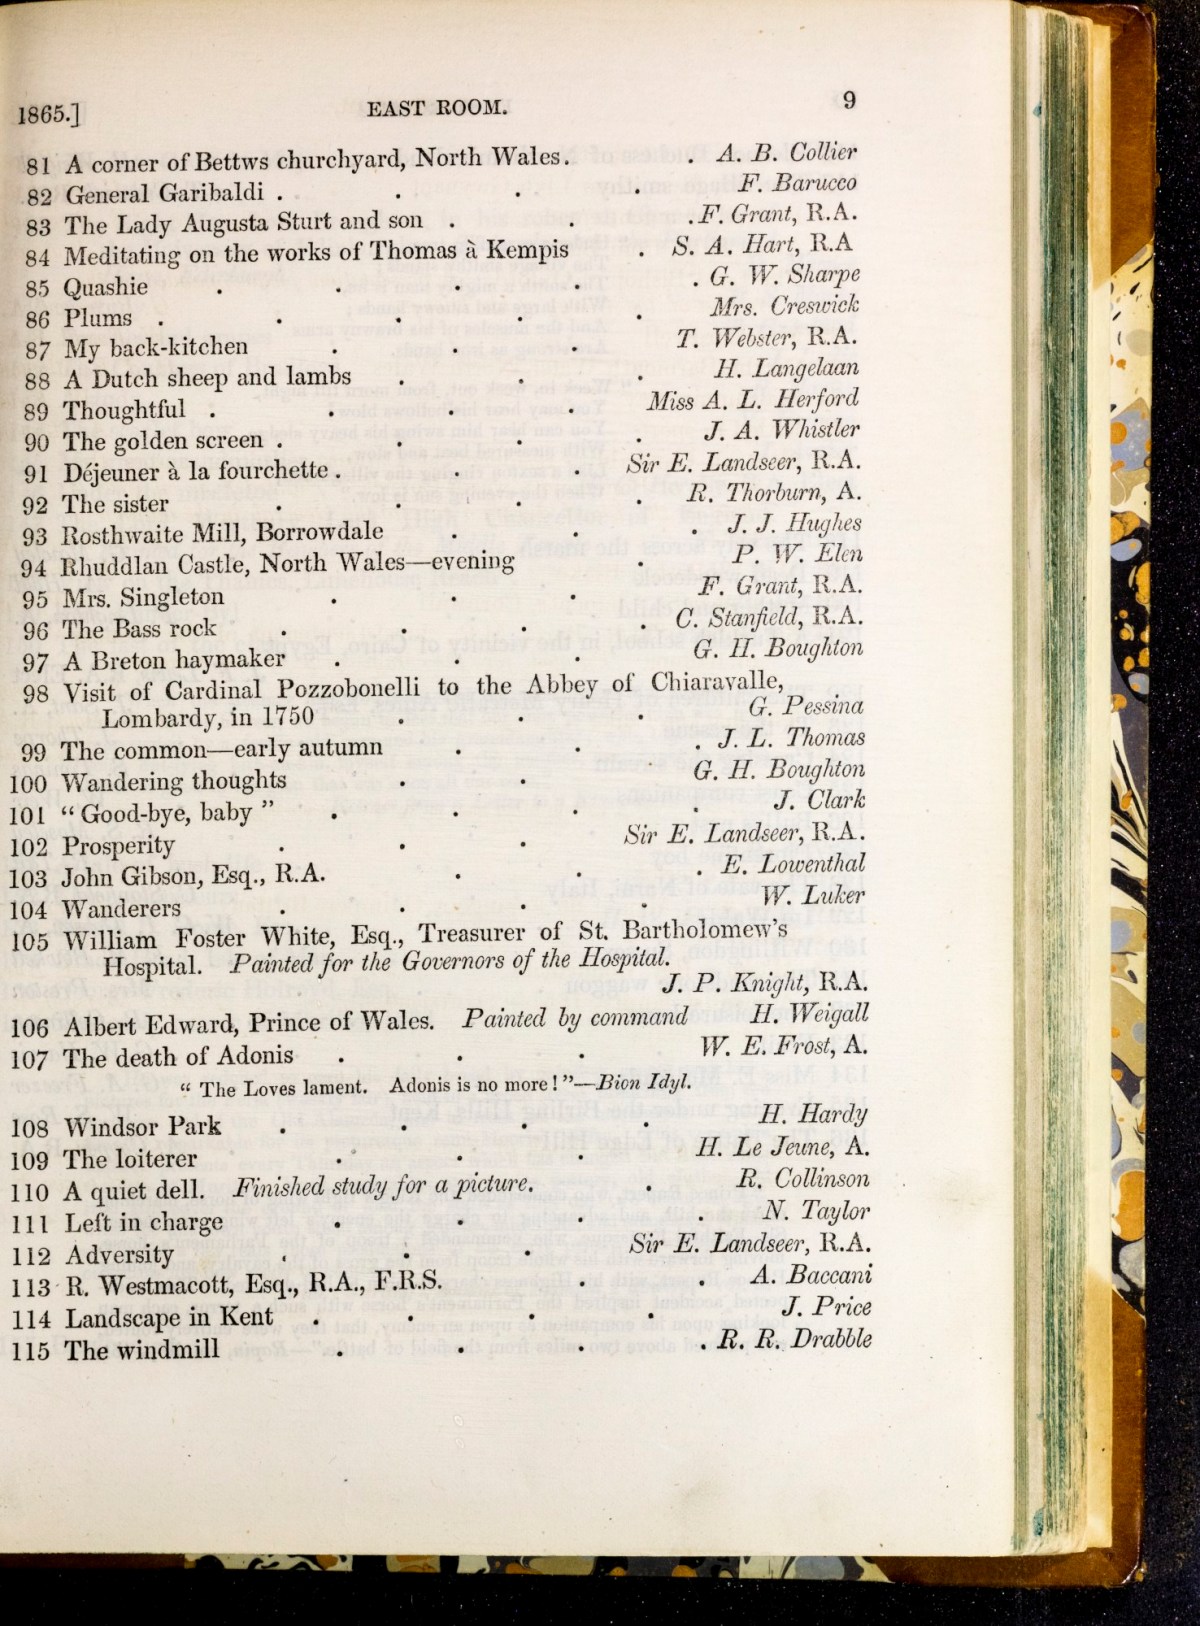 1865.] EAST ROOM. 9
81 A corner of Bettws churchyard, North Wales. . A. B. Collier
82 General Garibaldi . . . . F. Barucco
83 The Lady Augusta Sturt and son . . . F. Grant, R.A.
84 Meditating on the works of Thomas à Kempis . S. A. Hart, R.A
85 Quashie . . . . . G. W. Sharpe
86 Plums . . . . . Mrs. Creswick
87 My back-kitchen . . . T. Webster, R.A.
88 A Dutch sheep and lambs . . . H. Langelaan
89 Thoughtful . . . . Miss A. L. Herford
90 The golden screen . . . . J. A. Whistler
91 Déjeuner à la fourchette . . . Sir E. Landseer, R.A.
92 The sister . . . . R. Thorburn, A.
93 Rosthwaite Mill, Borrowdale . . . J. J. Hughes
94 Rhuddlan Castle, North Wales—evening . P. W. Elen
95 Mrs. Singleton . . . F. Grant, R.A.
96 The Bass rock . . . . C. Stanfield, R.A.
97 A Breton haymaker . . . G. H. Boughton
98 Visit of Cardinal Pozzobonelli to the Abbey of Chiaravalle,
Lombardy, in 1750 . . . G. Pessina
99 The common—early autumn . . . J. L. Thomas
100 Wandering thoughts . . . G. H. Boughton
101 “ Good-bye, baby ” . . . . J. Clark
102 Prosperity . . . Sir E. Landseer, R.A.
103 John Gibson, Esq., R.A. . . . E. Lowenthal
104 Wanderers . . . . W. Luker
105 William Foster White, Esq., Treasurer of St. Bartholomew's
Hospital. Painted for the Governors of the Hospital.
J. P. Knight, R.A.
106 Albert Edward, Prince of Wales. Painted by command H. Weigall
107 The death of Adonis . . . W. E. Frost, A.
“ The Loves lament. Adonis is no more ! ”—Bion Idyl.
108 Windsor Park . . . . H. Hardy
109 The loiterer . . . H. Le Jeune, A.
110 A quiet dell. Finished study for a picture. . R. Collinson
111 Left in charge . . . . N. Taylor
112 Adversity . . . Sir E. Landseer, R.A.
113 R. Westmacott, Esq., R.A., F.R.S. . . A. Baccani
114 Landscape in Kent . . . . J. Price
115 The windmill . . . . R. R. Drabble